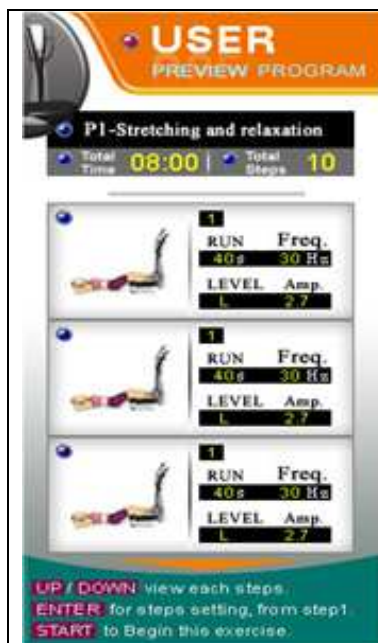 USER
PREVIEW PROGRAM
P1-Stretching and relaxation
Total Time 08:00 | Total Steps 10
1
RUN Freq.
40s 30 Hz
LEVEL Amp.
L 2.7
1
RUN Freq.
40s 30 Hz
LEVEL Amp.
L 2.7
1
RUN Freq.
40s 30 Hz
LEVEL Amp.
L 2.7
UP / DOWN view each steps.
ENTER for steps setting, from step1.
START to Begin this exercise.